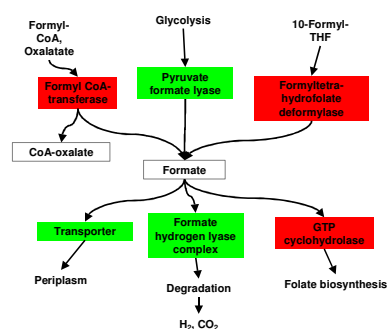 Formyl-
CoA,
Oxalatate
Glycolysis
10-Formyl-
THF
Formyl CoA-
transferase
Pyruvate
formate lyase
Formyltetra-
hydrofolate
deformylase
CoA-oxalate
Formate
Transporter
Formate
hydrogen lyase
complex
GTP
cyclohydrolase
Periplasm
Degradation
Folate biosynthesis
H₂, CO₂